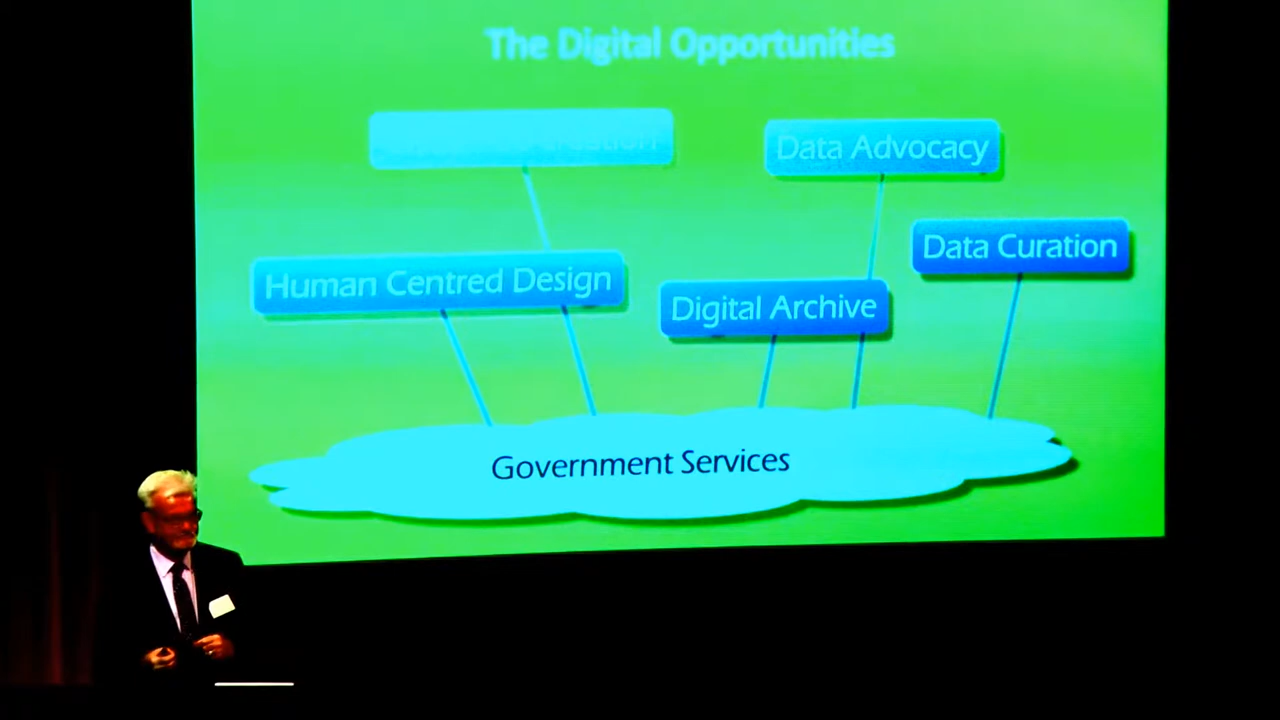 The Digital Opportunities
Data Advocacy
Data Curation
Human Centred Design
Digital Archive
Government Services